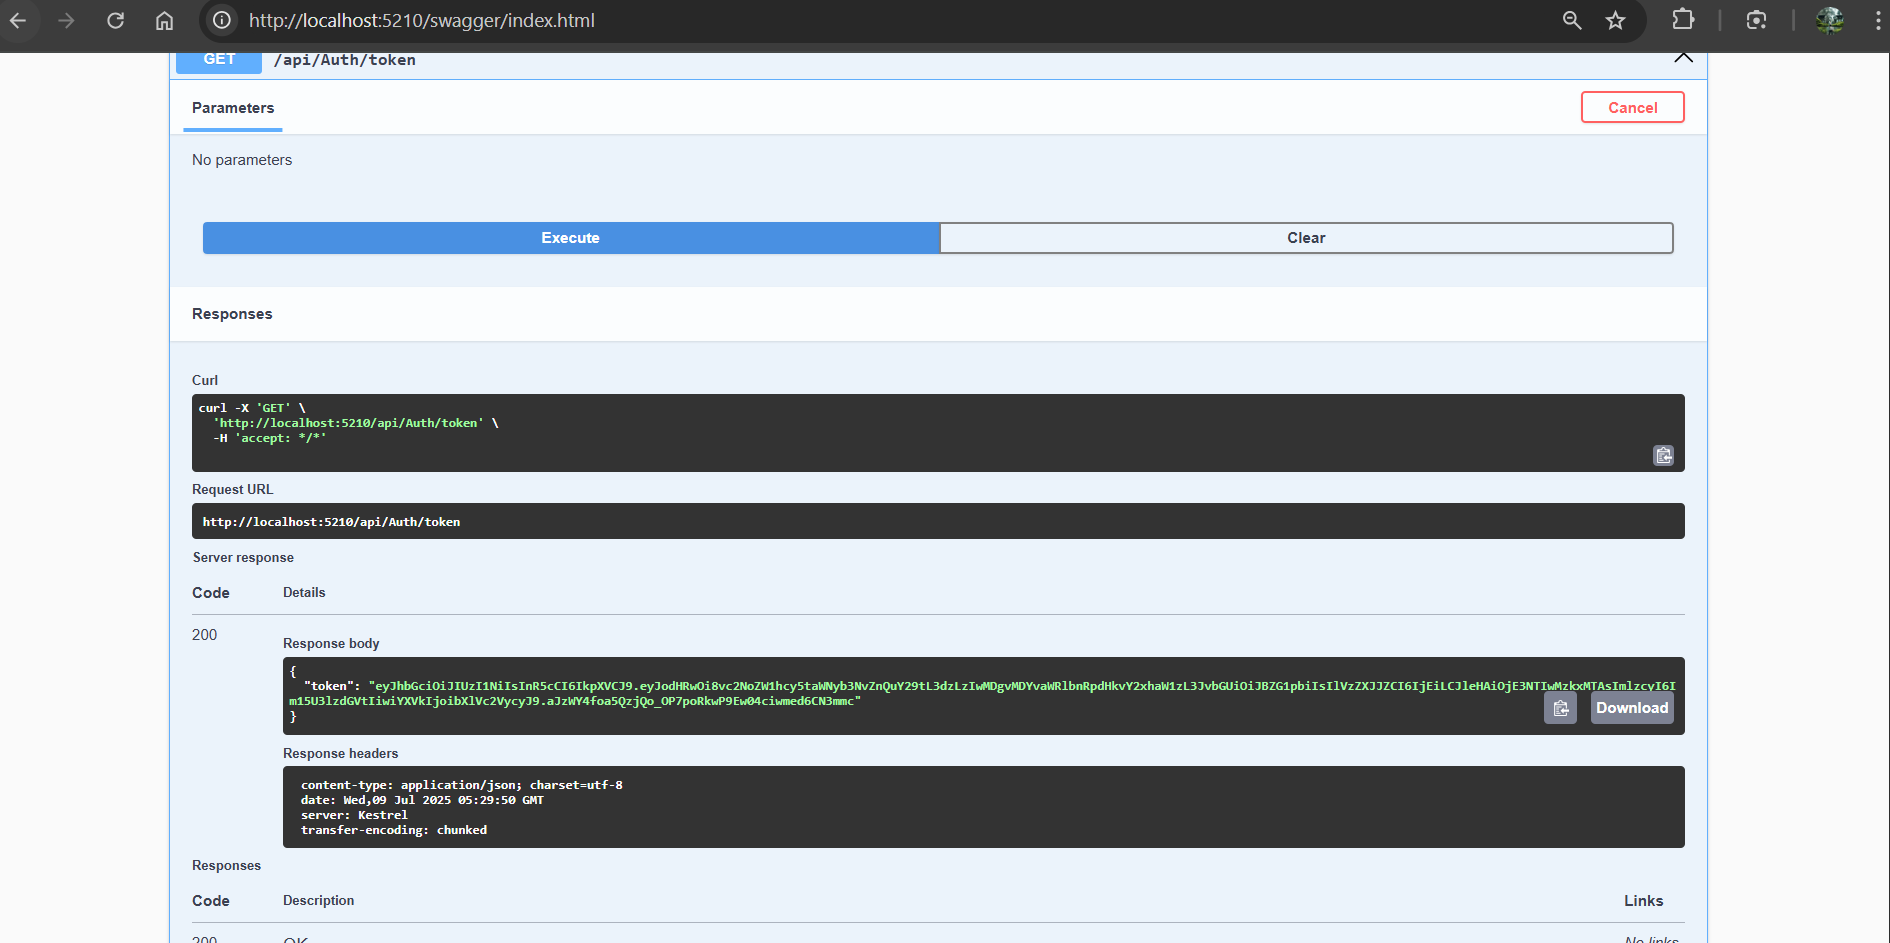 http://localhost:5210/swagger/index.html
GET /api/Auth/token
Parameters
Cancel
No parameters
Execute
Clear
Responses
Curl
curl -X 'GET' \
'http://localhost:5210/api/Auth/token' \
-H 'accept: */*'
Request URL
http://localhost:5210/api/Auth/token
Server response
Code Details
200
Response body
{
"token": "eyJhbGciOiJIUzI1NiIsInR5cCI6IkpXVCJ9.eyJodHRwOi8vc2NoZW1hcy5taWNyb3NvZnQuY29tL3dzLzIwMDgvMDYvaWRlbnRpdHkvY2xhaW1zL3JvbGUiOiJBZG1pbiIsIlVzZXJJZCI6IjEiLCJleHAiOjE3NTIwMzkxMTAsImlzcyI6I
m15U3lzdGVtIiwiYXVkIjoibXlVc2VycyJ9.aJzWY4foa5QzjQo_OP7poRkwP9Ew04ciwmed6CN3mmc"
}
Download
Response headers
content-type: application/json; charset=utf-8
date: Wed,09 Jul 2025 05:29:50 GMT
server: Kestrel
transfer-encoding: chunked
Responses
Code Description Links
200 OK No links